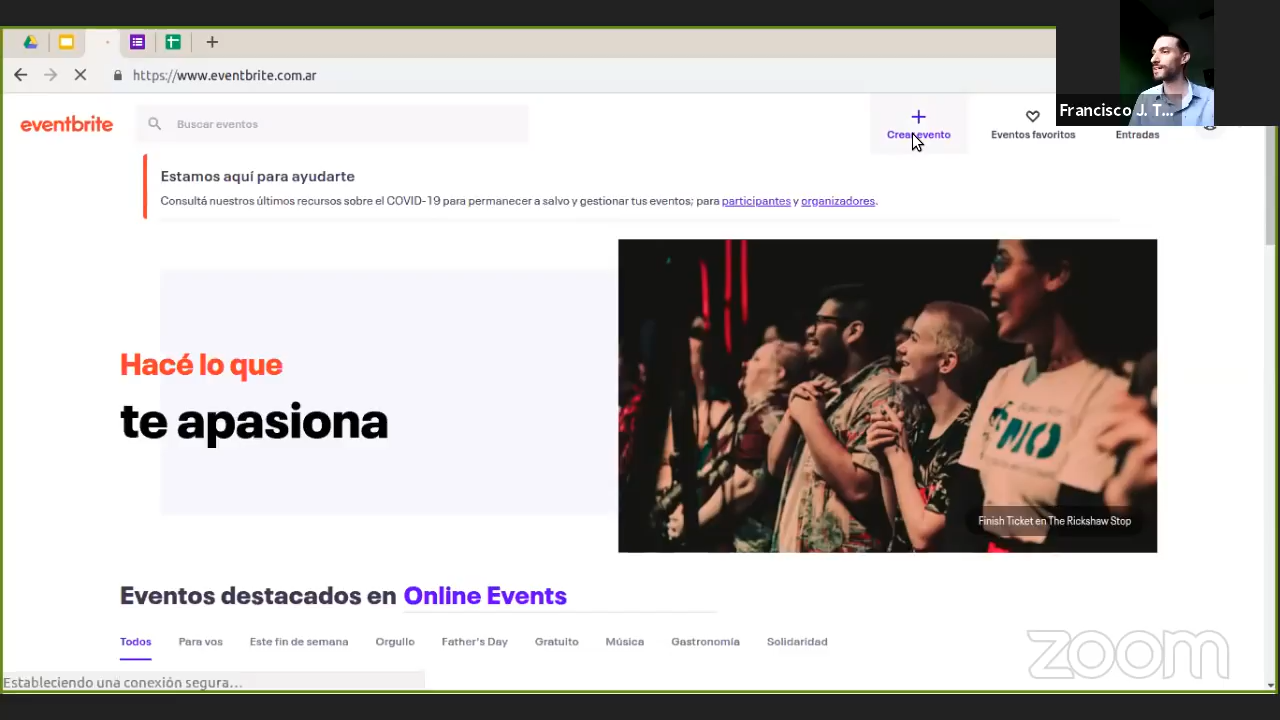 https://www.eventbrite.com.ar
Francisco J. T...
eventbrite
Buscar eventos
Crear evento
Eventos favoritos
Entradas
Estamos aquí para ayudarte
Consultá nuestros últimos recursos sobre el COVID-19 para permanecer a salvo y gestionar tus eventos; para participantes y organizadores.
Hacé lo que
te apasiona
Finish Ticket en The Rickshaw Stop
Eventos destacados en Online Events
Todos Para vos Este fin de semana Orgullo Father's Day Gratuito Música Gastronomía Solidaridad
zoom
Estableciendo una conexión segura...